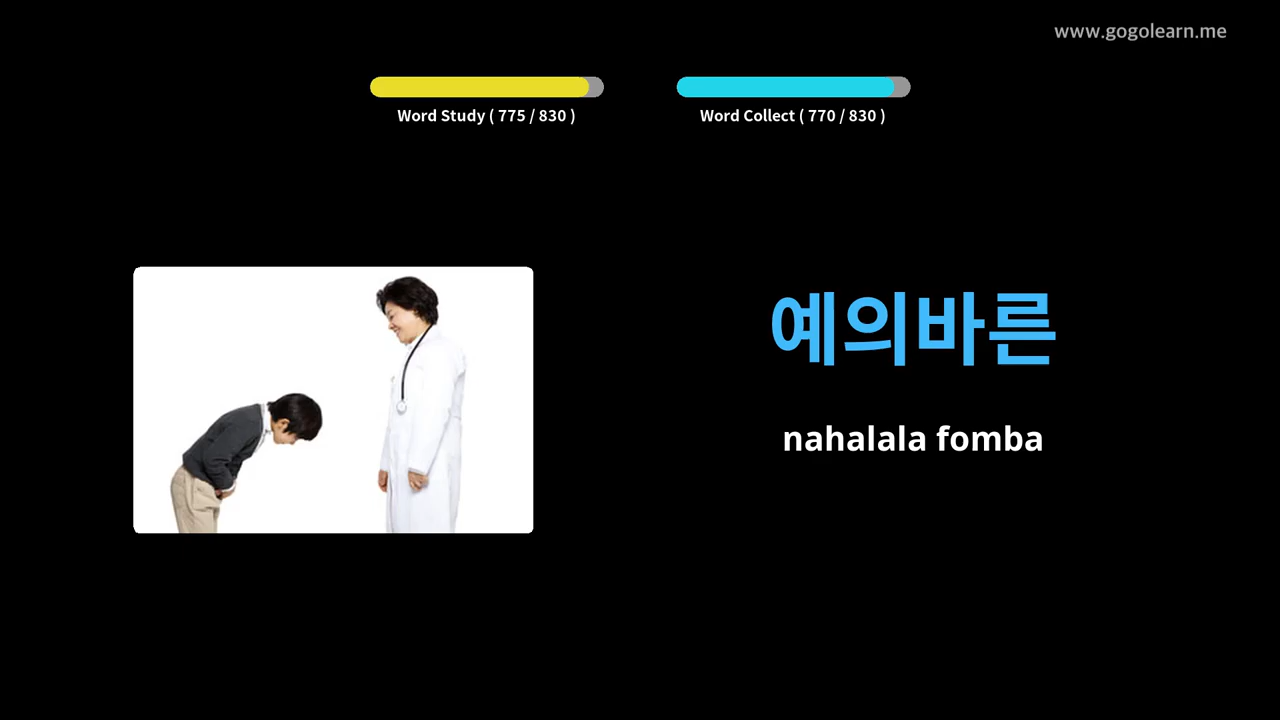 www.gogolearn.me
Word Study ( 775 / 830 )
Word Collect ( 770 / 830 )
예의바른
nahalala fomba